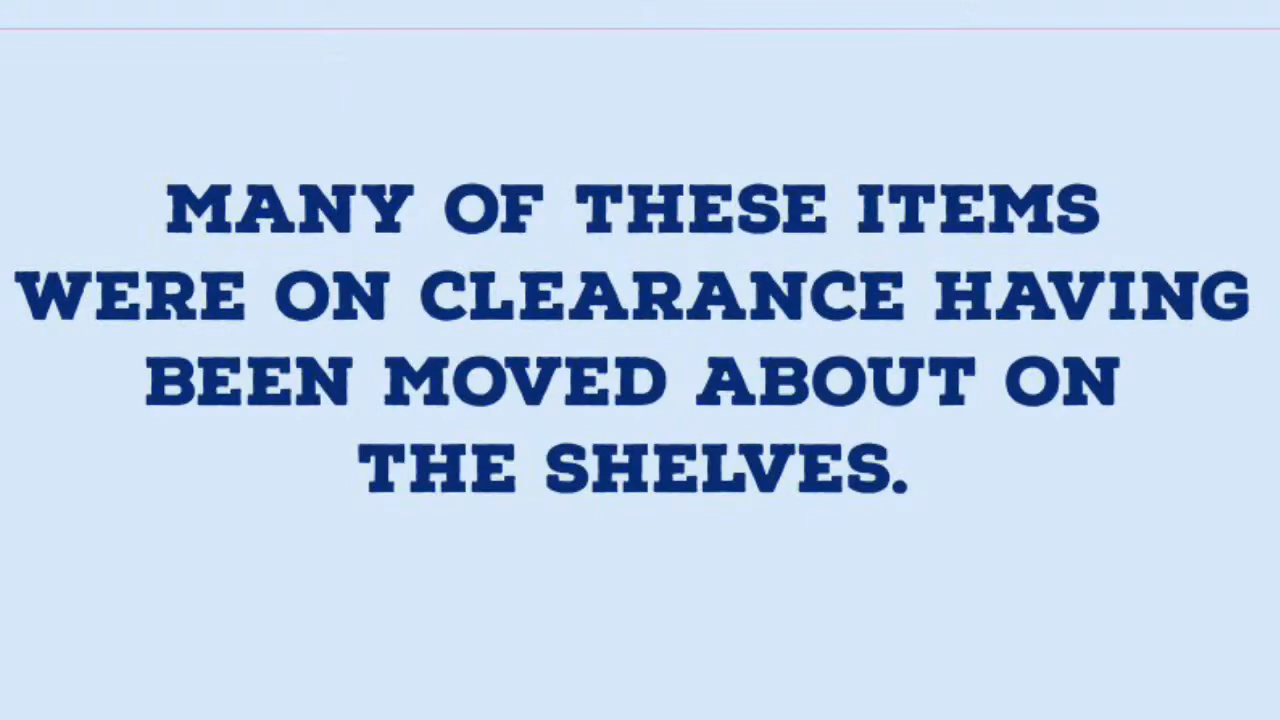 MANY OF THESE ITEMS
WERE ON CLEARANCE HAVING
BEEN MOVED ABOUT ON
THE SHELVES.